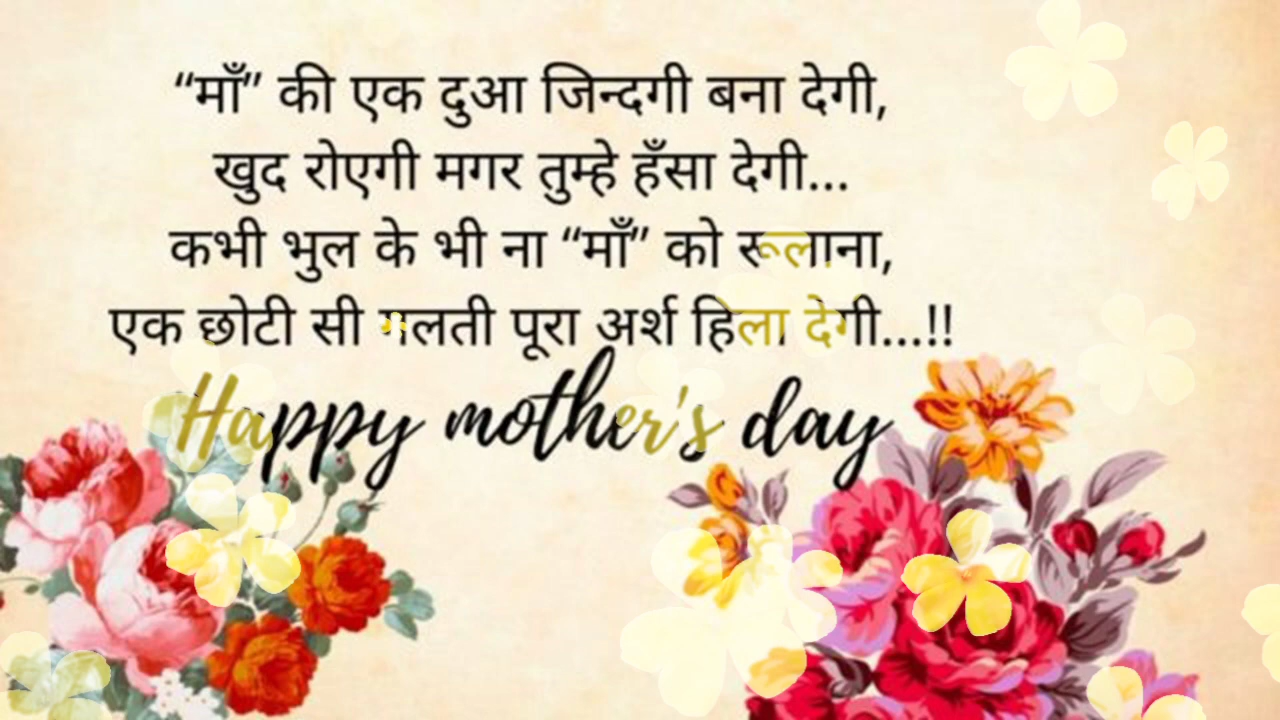 “माँ” की एक दुआ जिन्दगी बना देगी,
खुद रोएगी मगर तुम्हे हँसा देगी...
कभी भुल के भी ना “माँ” को रूलाना,
एक छोटी सी गलती पूरा अर्श हिला देगी...!!
Happy mother's day